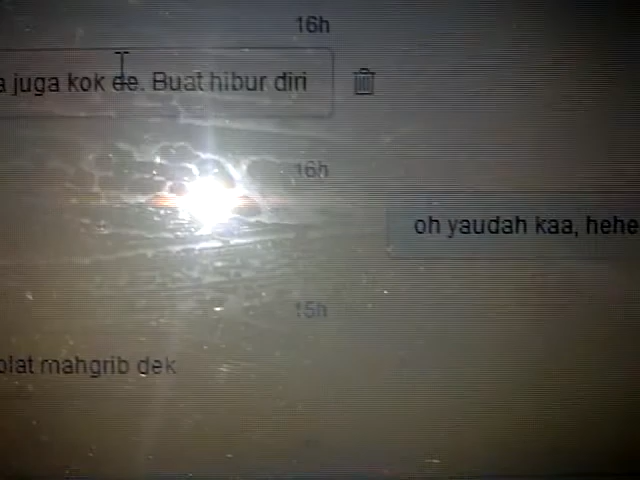 16h
a juga kok de. Buat hibur diri
16h
oh yaudah kaa, hehe
15h
olat mahgrib dek